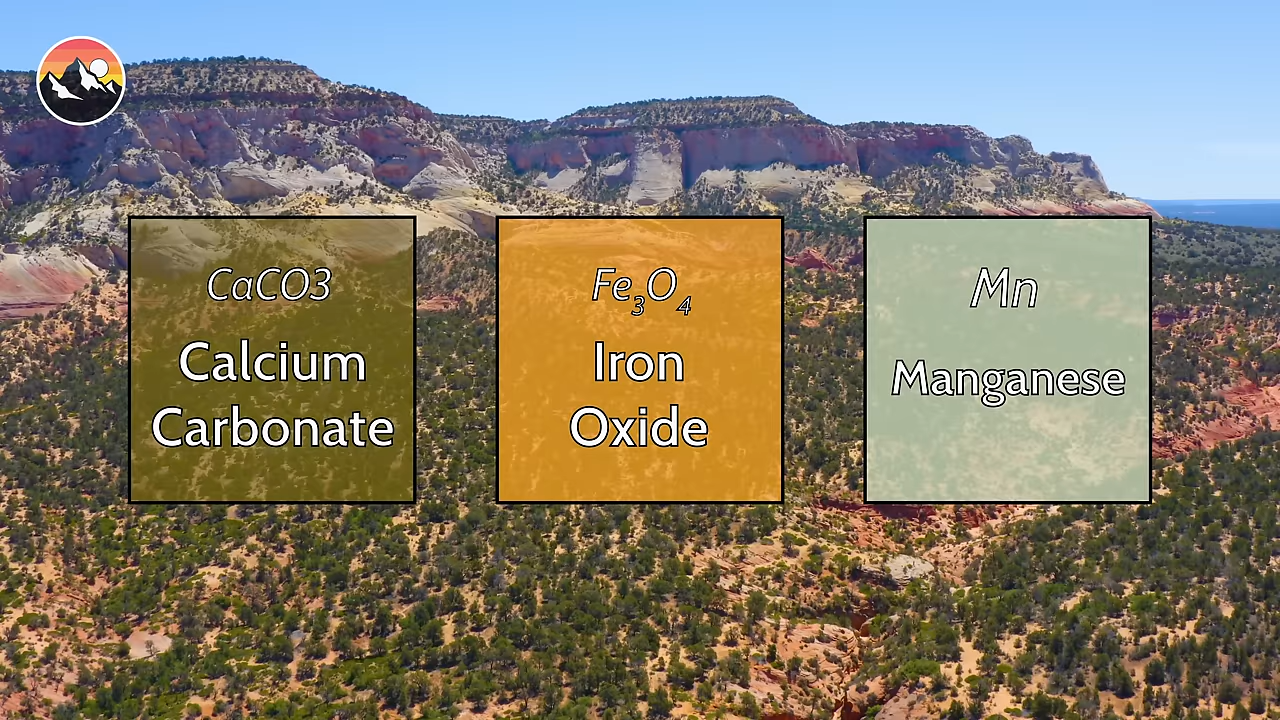 CaCO3
Calcium
Carbonate
Fe₃O₄
Iron
Oxide
Mn
Manganese